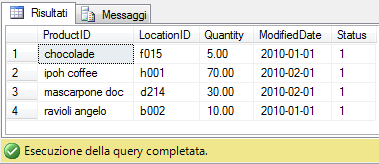 Risultati Messaggi
ProductID LocationID Quantity ModifiedDate Status
1 chocolade f015 5.00 2010-01-01 1
2 ipoh coffee h001 70.00 2010-02-01 1
3 mascarpone doc d214 30.00 2010-02-01 1
4 ravioli angelo b002 10.00 2010-01-01 1
Esecuzione della query completata.